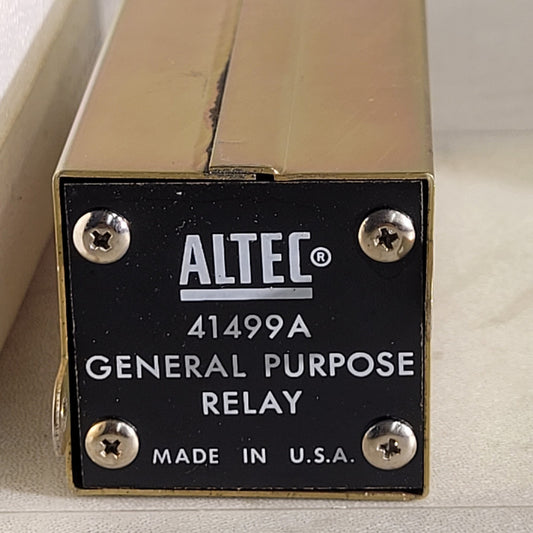 ALTEC®
41499A
GENERAL PURPOSE
RELAY
MADE IN U.S.A.